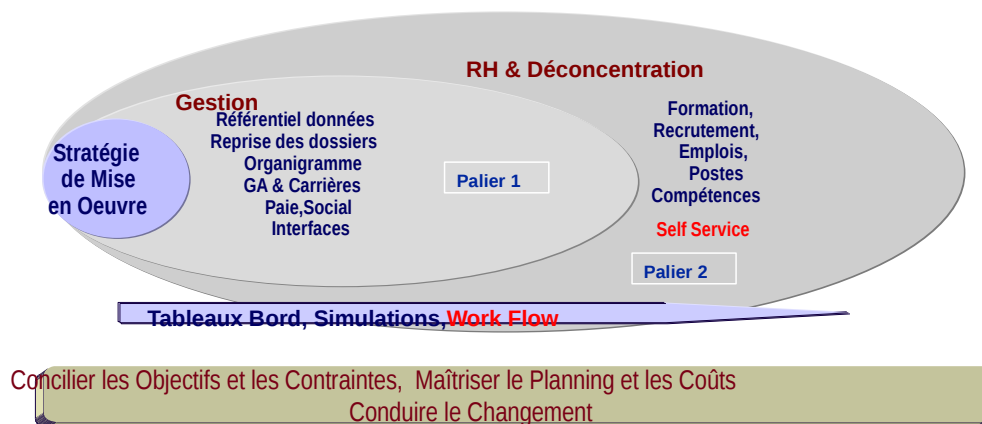 RH & Déconcentration
Gestion
Référentiel données
Reprise des dossiers
Organigramme
GA & Carrières
Paie,Social
Interfaces
Stratégie
de Mise
en Oeuvre
Palier 1
Formation,
Recrutement,
Emplois,
Postes
Compétences
Self Service
Palier 2
Tableaux Bord, Simulations,Work Flow
Concilier les Objectifs et les Contraintes, Maîtriser le Planning et les Coûts
Conduire le Changement